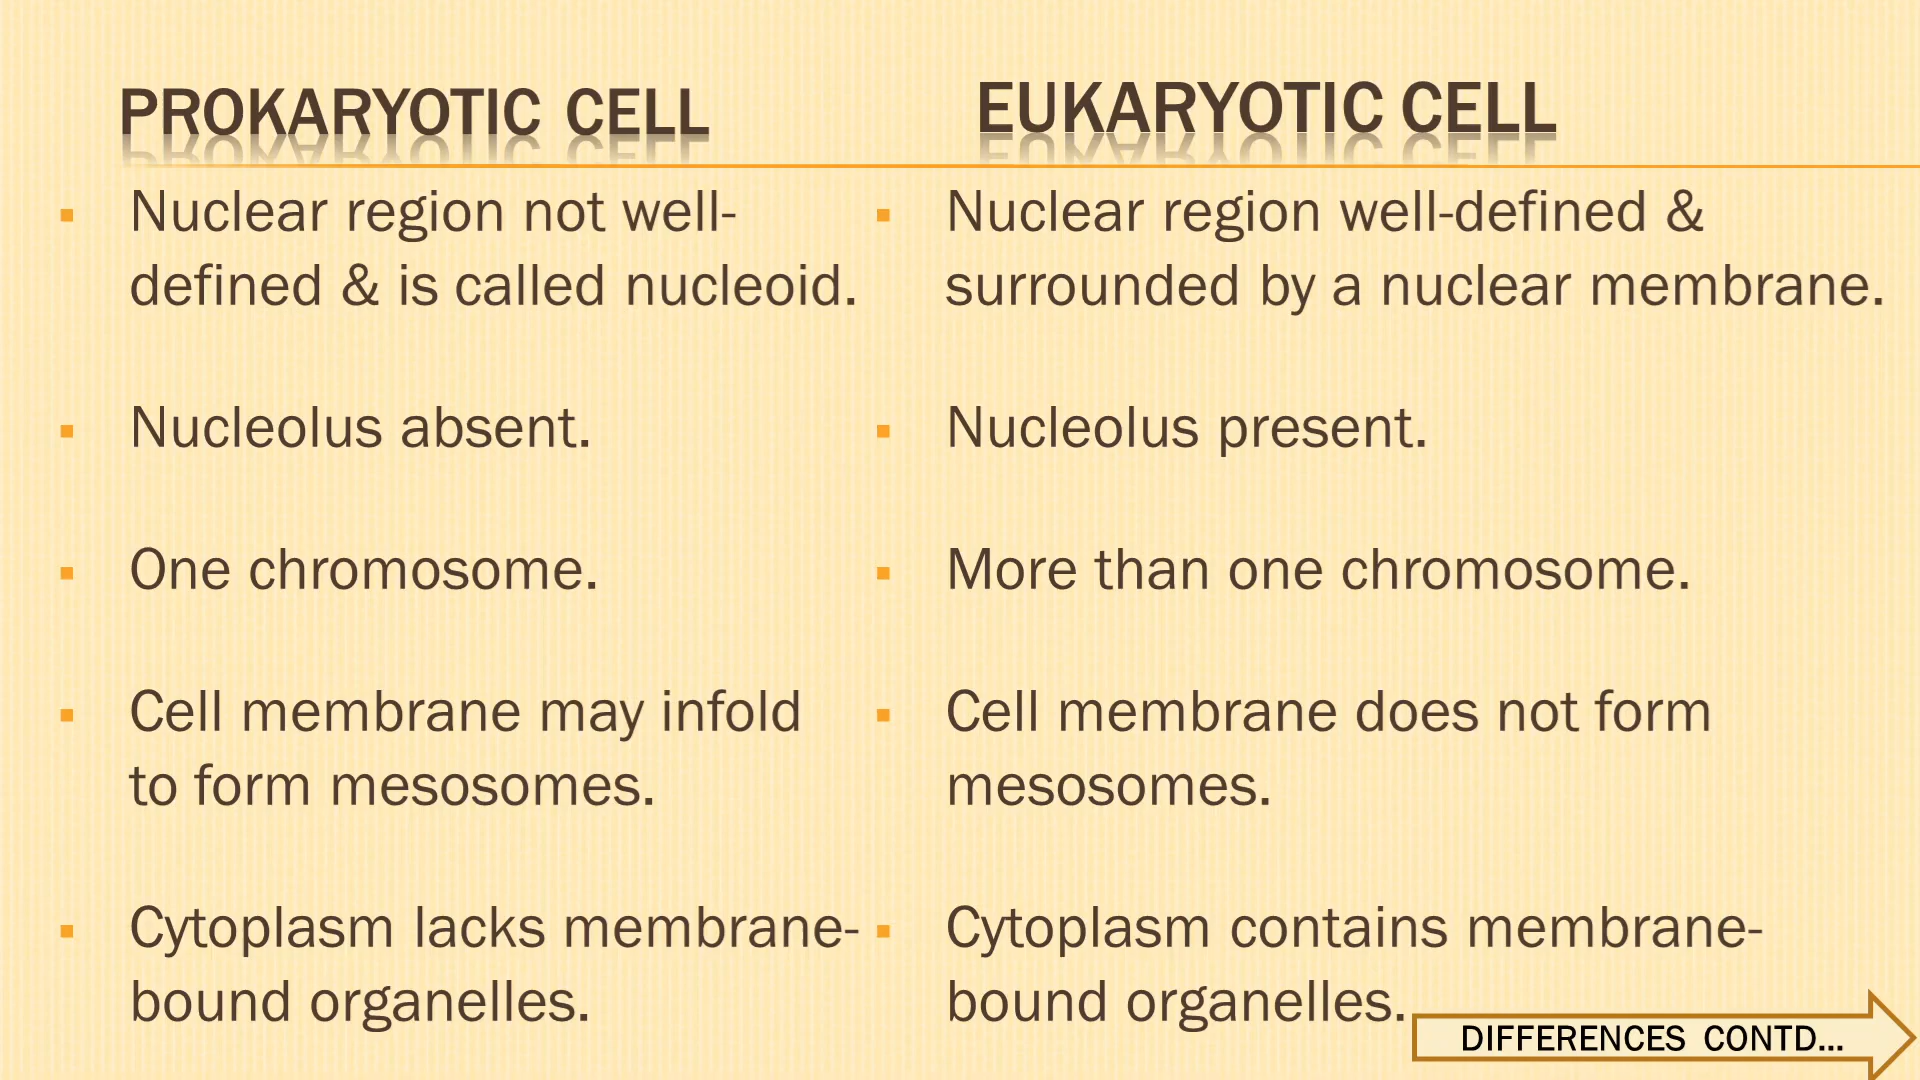 PROKARYOTIC CELL
Nuclear region not well-
defined & is called nucleoid.
Nucleolus absent.
One chromosome.
Cell membrane may infold
to form mesosomes.
Cytoplasm lacks membrane-
bound organelles.
EUKARYOTIC CELL
Nuclear region well-defined &
surrounded by a nuclear membrane.
Nucleolus present.
More than one chromosome.
Cell membrane does not form
mesosomes.
Cytoplasm contains membrane-
bound organelles.
DIFFERENCES CONTD...